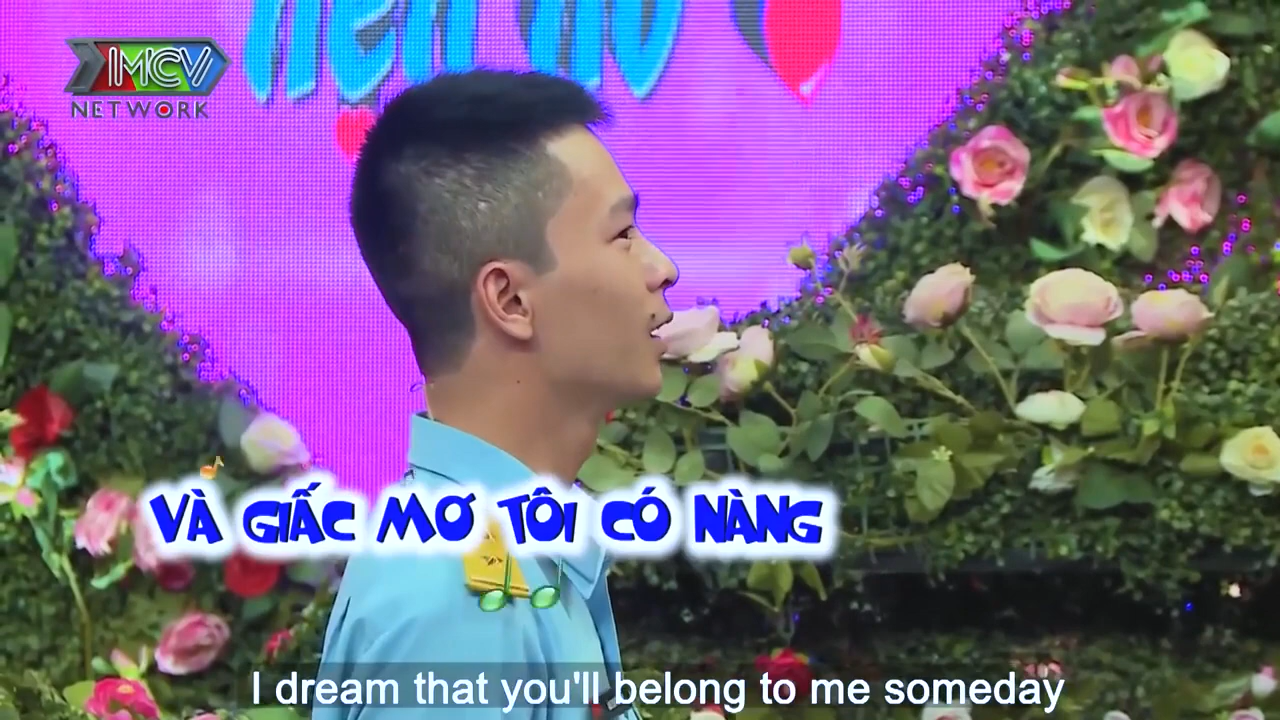 MCV
NETWORK
VÀ GIẤC MƠ TÔI CÓ NÀNG
I dream that you'll belong to me someday